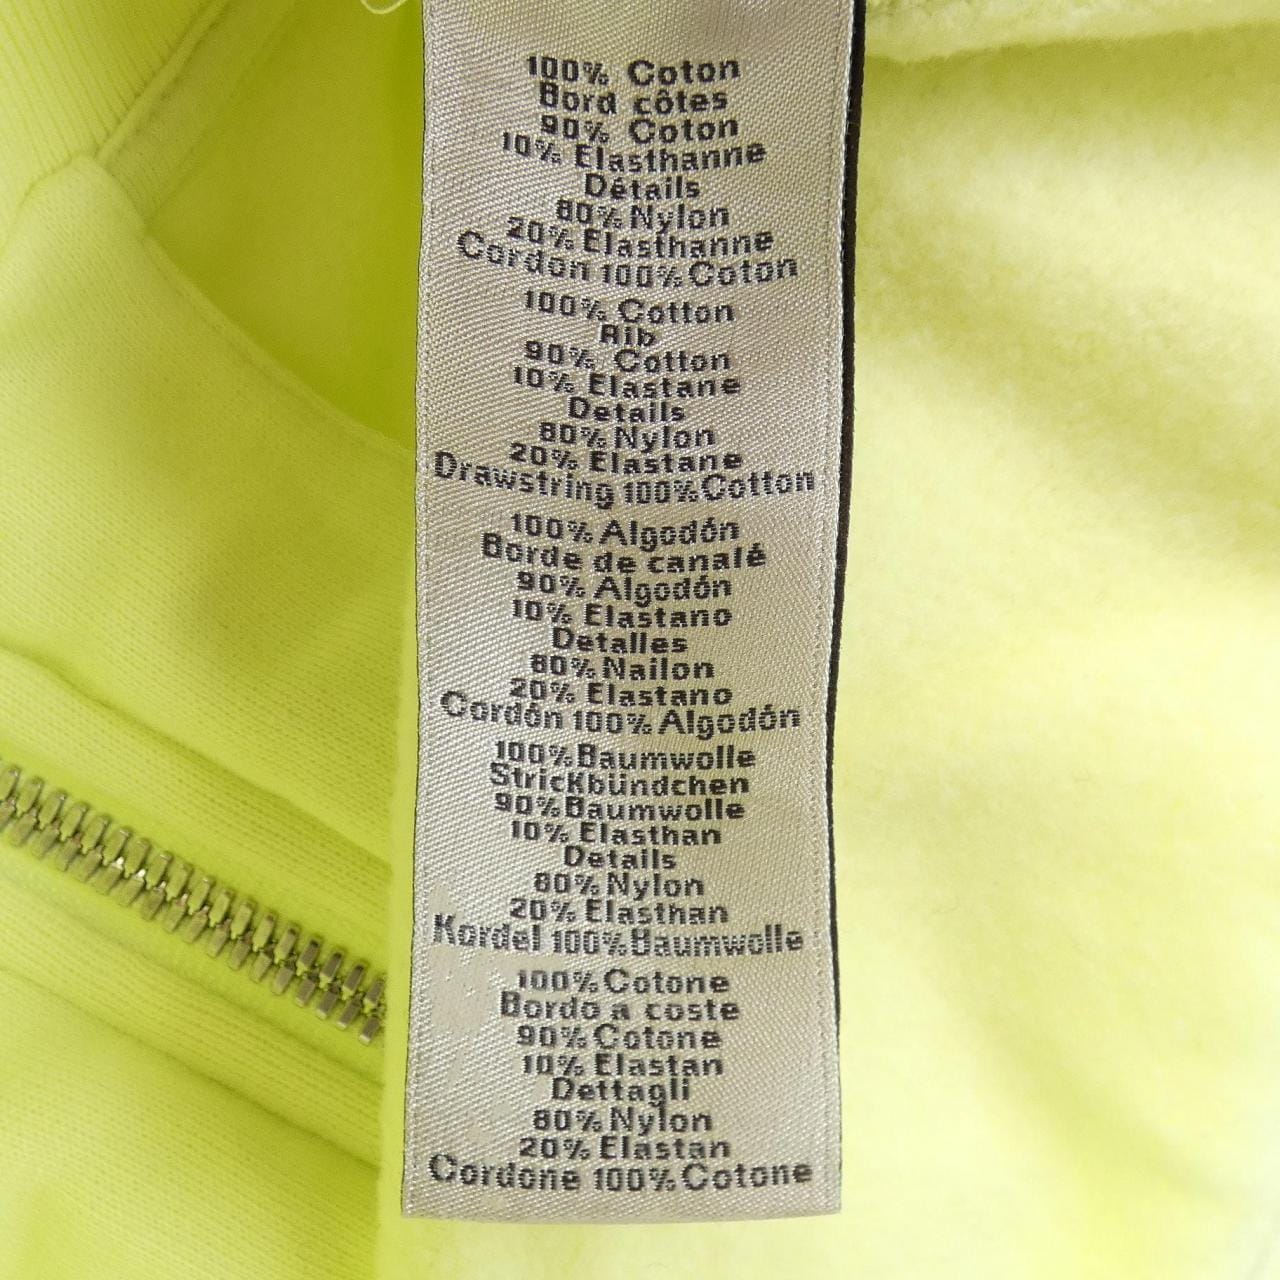 100% Coton
Bord côtes
90% Coton
10% Elasthanne
Détails
80% Nylon
20% Elasthanne
Cordon 100% Coton
100% Cotton
Rib
90% Cotton
10% Elastane
Details
80% Nylon
20% Elastane
Drawstring 100% Cotton
100% Algodón
Borde de canalé
90% Algodón
10% Elastano
Detalles
80% Nailon
20% Elastano
Cordón 100% Algodón
100% Baumwolle
StricKbündchen
90% Baumwolle
10% Elasthan
Details
80% Nylon
20% Elasthan
Kordel 100% Baumwolle
100% Cotone
Bordo a coste
90% Cotone
10% Elastan
Dettagli
80% Nylon
20% Elastan
Cordone 100% Cotone